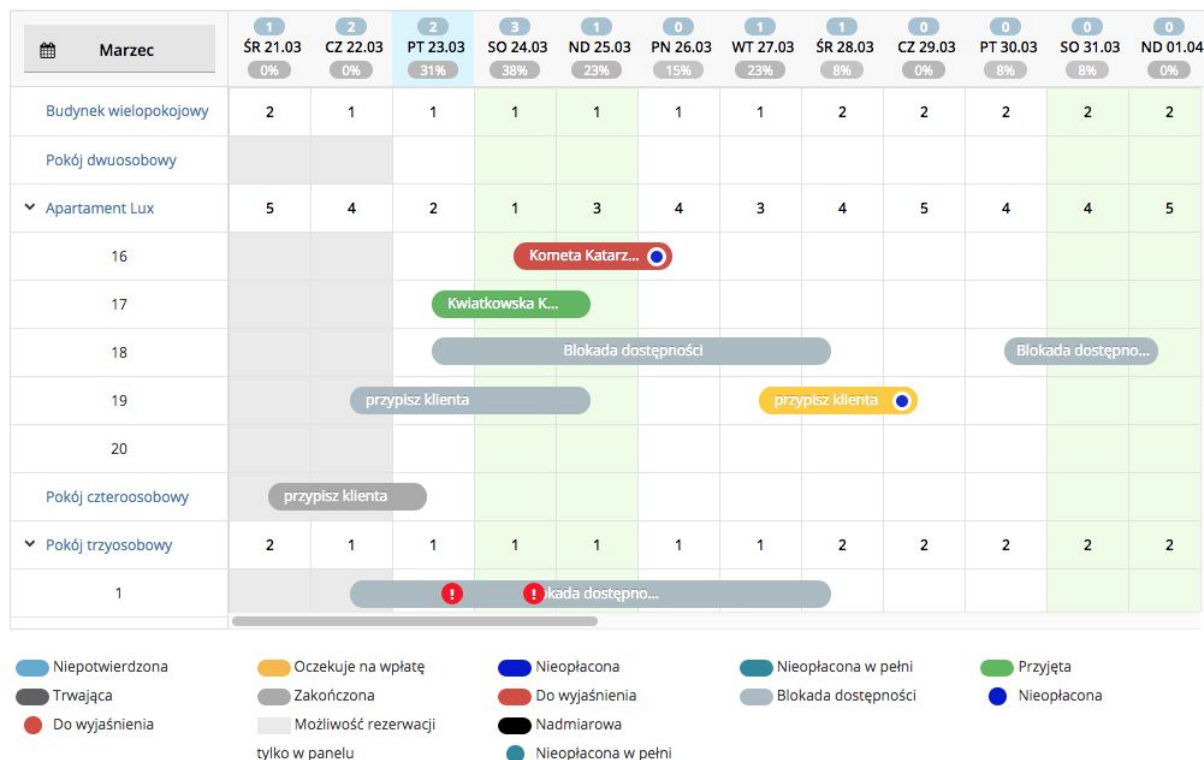 1 2 2 3 1 0 1 1 0 0 0 0
Marzec ŚR 21.03 CZ 22.03 PT 23.03 SO 24.03 ND 25.03 PN 26.03 WT 27.03 ŚR 28.03 CZ 29.03 PT 30.03 SO 31.03 ND 01.04
0% 0% 31% 38% 23% 15% 23% 8% 0% 8% 8% 0%
Budynek wielopokojowy 2 1 1 1 1 1 1 2 2 2 2 2
Pokój dwuosobowy
Apartament Lux 5 4 2 1 3 4 3 4 5 4 4 5
16 Kometa Katarz...
17 Kwiatkowska K...
18 Blokada dostępności Blokada dostępno...
19 przypisz klienta przypisz klienta
20
Pokój czteroosobowy przypisz klienta
Pokój trzyosobowy 2 1 1 1 1 1 1 2 2 2 2 2
1 ! ! okada dostępno...
Niepotwierdzona Oczekuje na wpłatę Nieopłacona Nieopłacona w pełni Przyjęta
Trwająca Zakończona Do wyjaśnienia Blokada dostępności Nieopłacona
Do wyjaśnienia Możliwość rezerwacji Nadmiarowa
tylko w panelu Nieopłacona w pełni